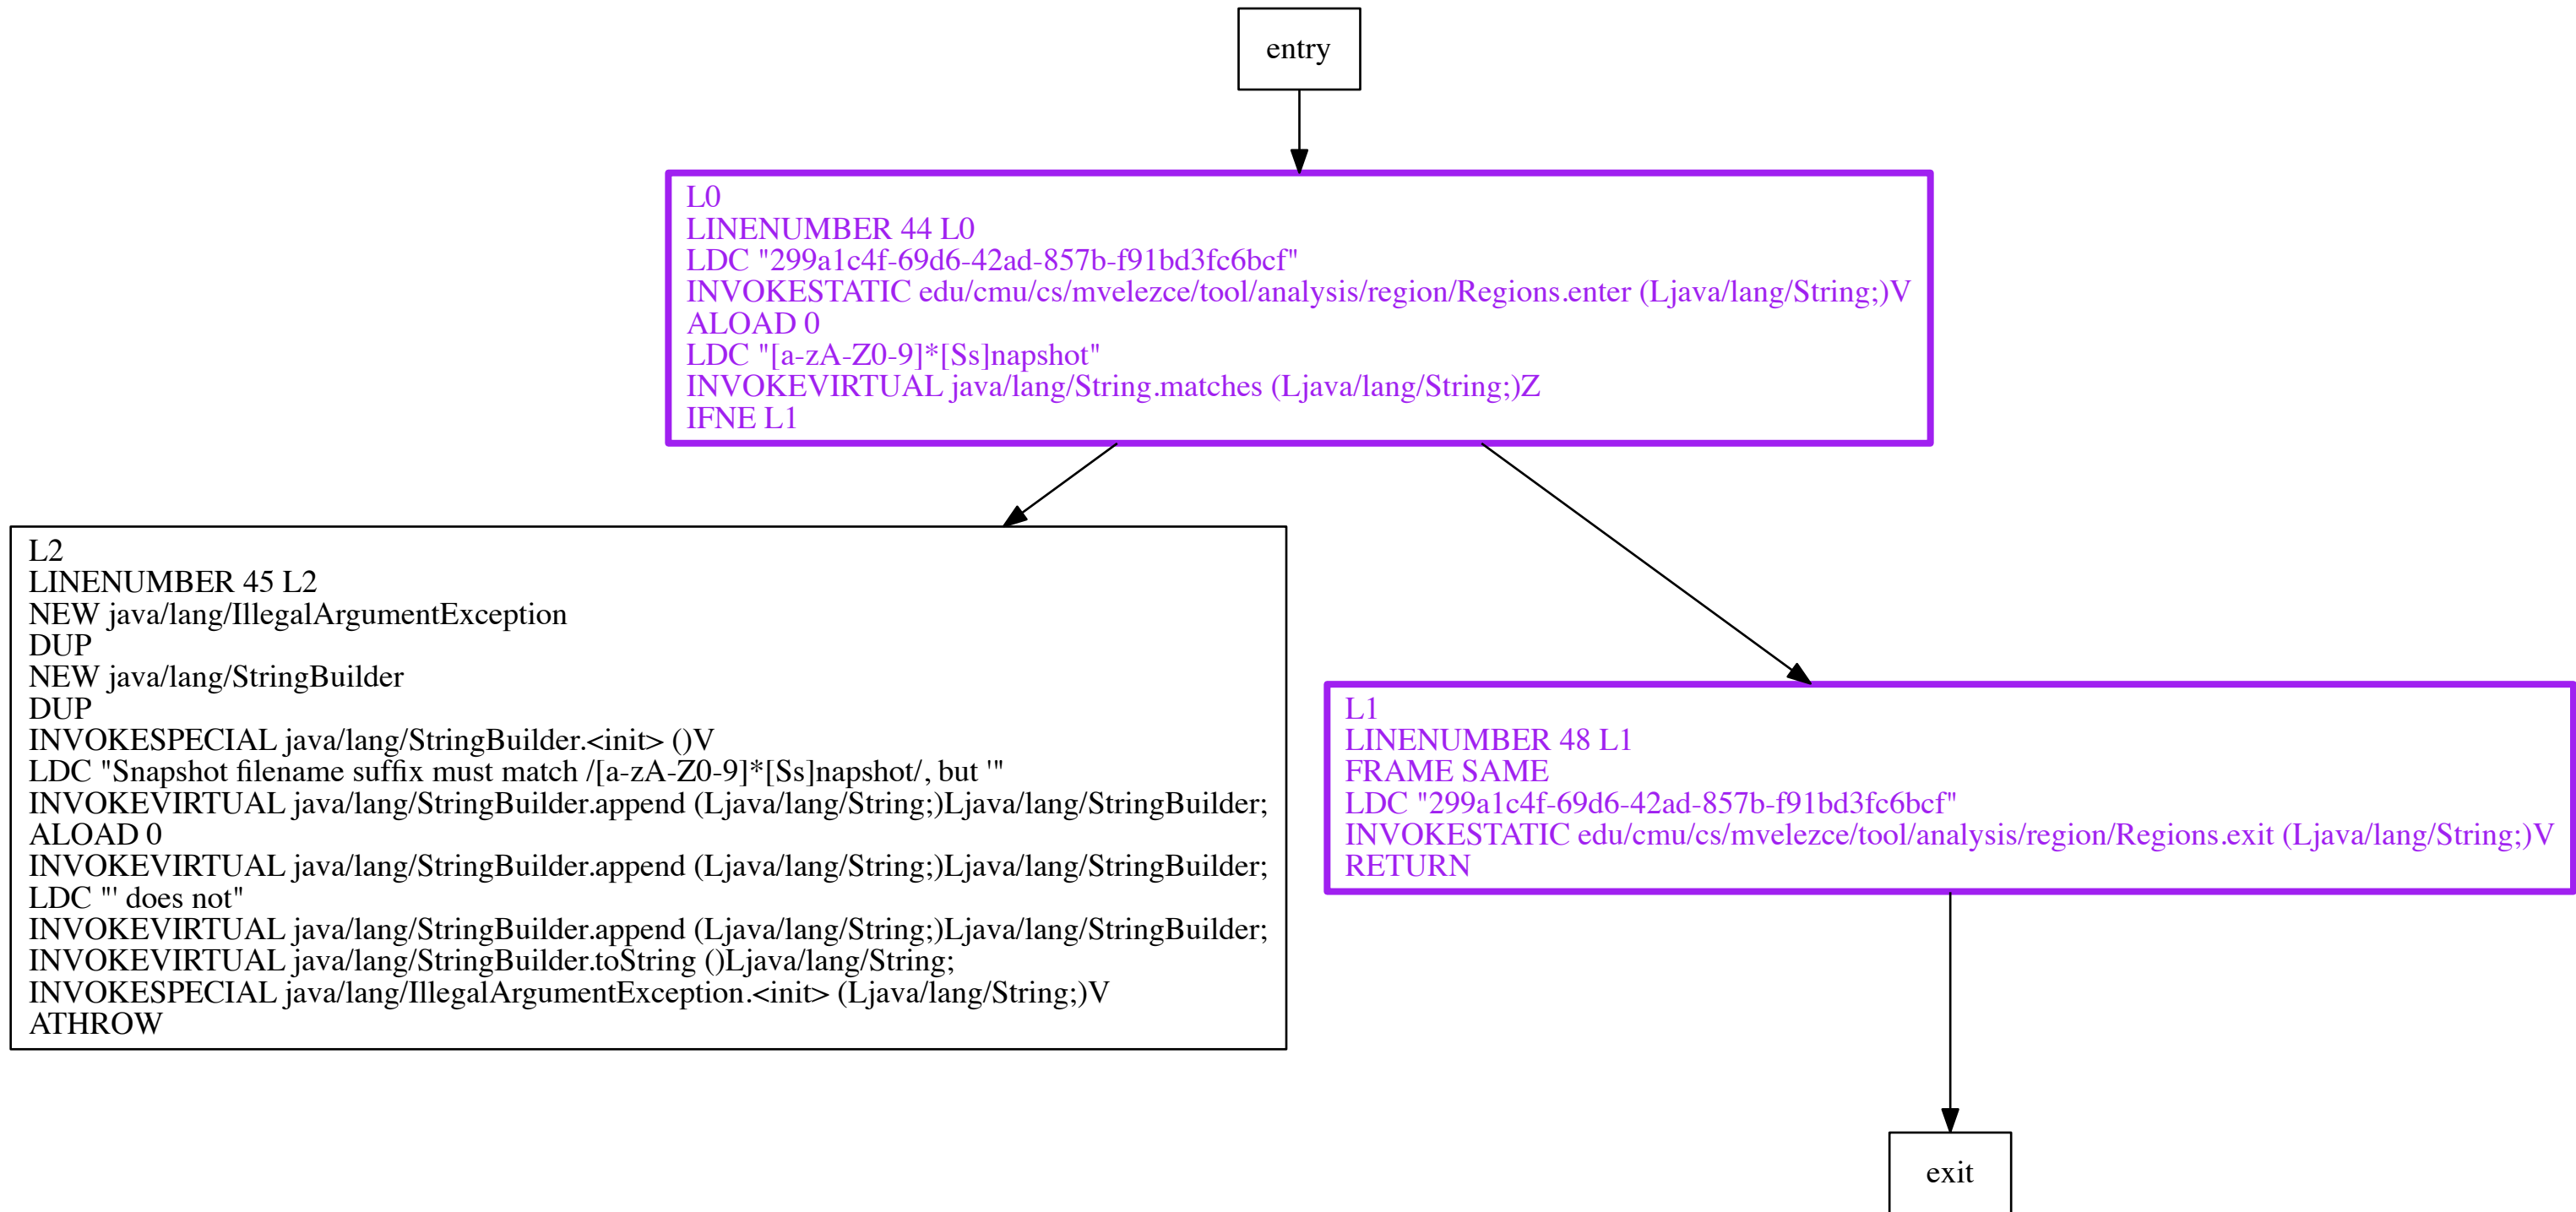 entry
L0
LINENUMBER 44 L0
LDC "299a1c4f-69d6-42ad-857b-f91bd3fc6bcf"
INVOKESTATIC edu/cmu/cs/mvelezce/tool/analysis/region/Regions.enter (Ljava/lang/String;)V
ALOAD 0
LDC "[a-zA-Z0-9]*[Ss]napshot"
INVOKEVIRTUAL java/lang/String.matches (Ljava/lang/String;)Z
IFNE L1
L2
LINENUMBER 45 L2
NEW java/lang/IllegalArgumentException
DUP
NEW java/lang/StringBuilder
DUP
INVOKESPECIAL java/lang/StringBuilder.<init> ()V
LDC "Snapshot filename suffix must match /[a-zA-Z0-9]*[Ss]napshot/, but '"
INVOKEVIRTUAL java/lang/StringBuilder.append (Ljava/lang/String;)Ljava/lang/StringBuilder;
ALOAD 0
INVOKEVIRTUAL java/lang/StringBuilder.append (Ljava/lang/String;)Ljava/lang/StringBuilder;
LDC "' does not"
INVOKEVIRTUAL java/lang/StringBuilder.append (Ljava/lang/String;)Ljava/lang/StringBuilder;
INVOKEVIRTUAL java/lang/StringBuilder.toString ()Ljava/lang/String;
INVOKESPECIAL java/lang/IllegalArgumentException.<init> (Ljava/lang/String;)V
ATHROW
L1
LINENUMBER 48 L1
FRAME SAME
LDC "299a1c4f-69d6-42ad-857b-f91bd3fc6bcf"
INVOKESTATIC edu/cmu/cs/mvelezce/tool/analysis/region/Regions.exit (Ljava/lang/String;)V
RETURN
exit